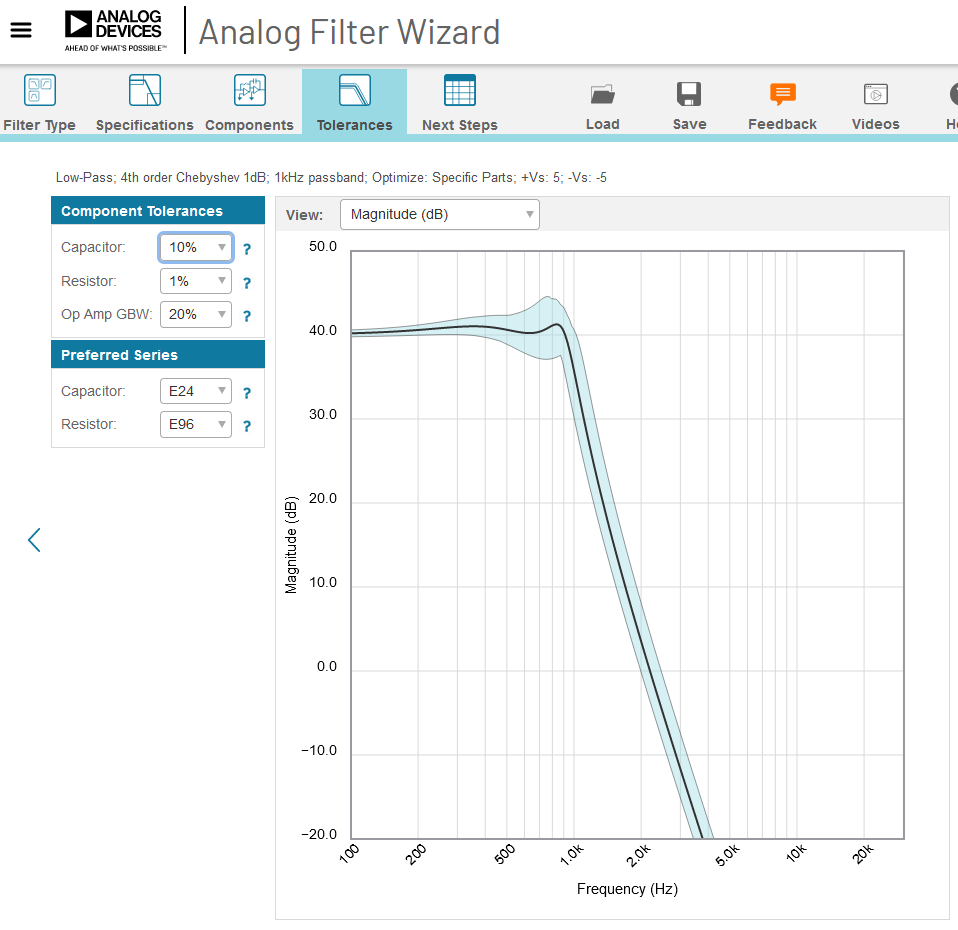 ANALOG
DEVICES
AHEAD OF WHAT'S POSSIBLE™
Analog Filter Wizard
Filter Type Specifications Components Tolerances Next Steps Load Save Feedback Videos
Low-Pass; 4th order Chebyshev 1dB; 1kHz passband; Optimize: Specific Parts; +Vs: 5; -Vs: -5
Component Tolerances
Capacitor: 10% ?
Resistor: 1% ?
Op Amp GBW: 20% ?
Preferred Series
Capacitor: E24 ?
Resistor: E96 ?
View: Magnitude (dB)
50.0
40.0
30.0
20.0
10.0
0.0
−10.0
−20.0
Magnitude (dB)
100 200 500 1.0k 2.0k 5.0k 10k 20k
Frequency (Hz)